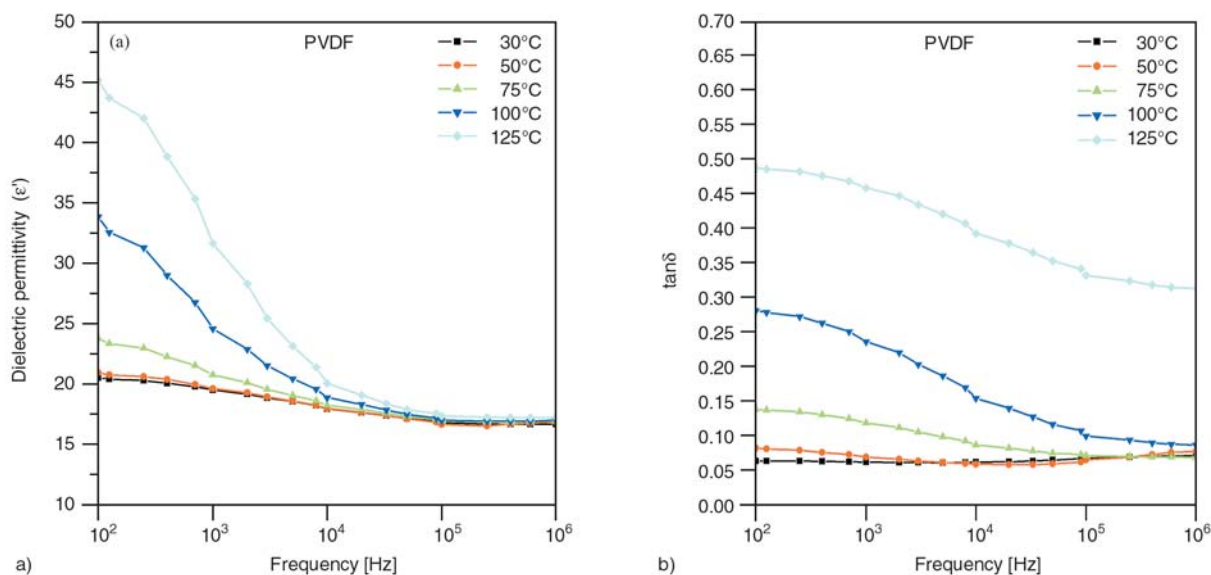 (a)
PVDF
30°C
50°C
75°C
100°C
125°C
50
45
40
35
30
25
20
15
10
Dielectric permittivity (ε')
10² 10³ 10⁴ 10⁵ 10⁶
Frequency [Hz]
a)
PVDF
30°C
50°C
75°C
100°C
125°C
0.70
0.65
0.60
0.55
0.50
0.45
0.40
0.35
0.30
0.25
0.20
0.15
0.10
0.05
0.00
tanδ
10² 10³ 10⁴ 10⁵ 10⁶
Frequency [Hz]
b)